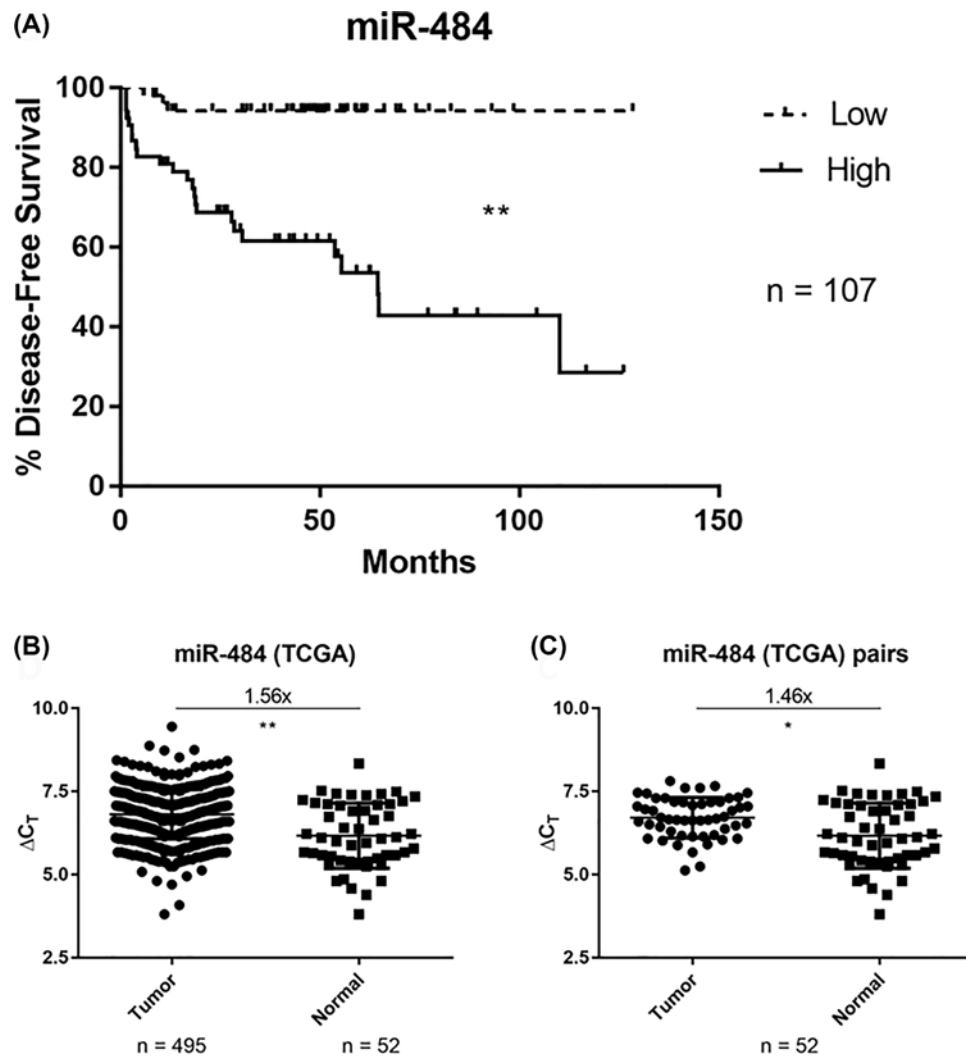 (A)
miR-484
% Disease-Free Survival
100
80
60
40
20
0
0 50 100 150
Months
**
Low
High
n = 107
(B)
miR-484 (TCGA)
1.56x
**
ΔCT
10.0
7.5
5.0
2.5
Tumor
Normal
n = 495
n = 52
(C)
miR-484 (TCGA) pairs
1.46x
*
ΔCT
10.0
7.5
5.0
2.5
Tumor
Normal
n = 52